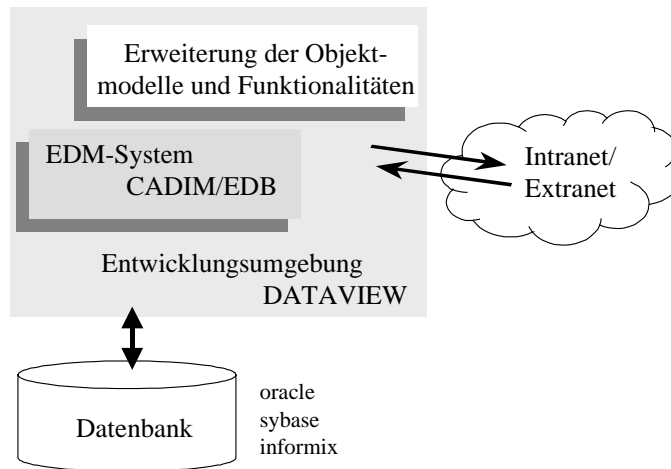 Erweiterung der Objekt-
modelle und Funktionalitäten
EDM-System
CADIM/EDB
Intranet/
Extranet
Entwicklungsumgebung
DATAVIEW
Datenbank
oracle
sybase
informix